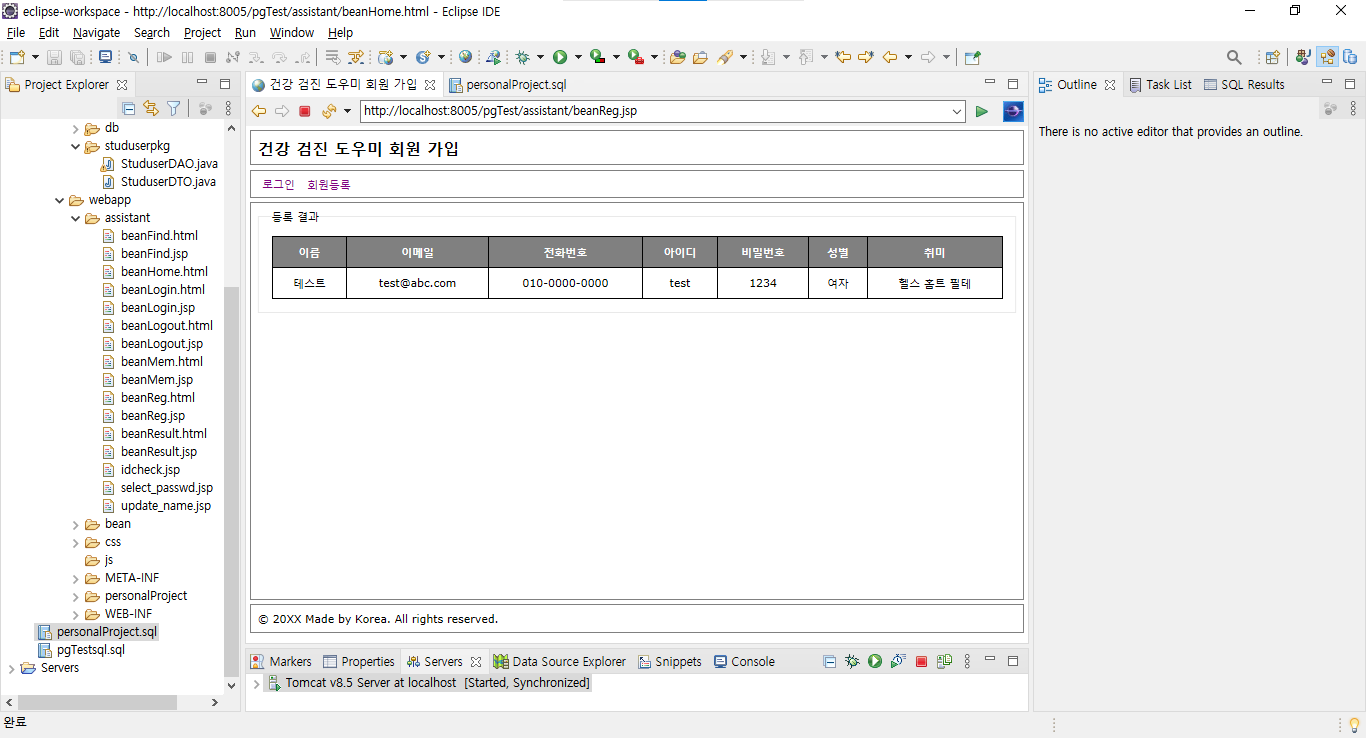 eclipse-workspace - http://localhost:8005/pgTest/assistant/beanHome.html - Eclipse IDE
File Edit Navigate Search Project Run Window Help
Project Explorer
db
studuserpkg
StuduserDAO.java
StuduserDTO.java
webapp
assistant
beanFind.html
beanFind.jsp
beanHome.html
beanLogin.html
beanLogin.jsp
beanLogout.html
beanLogout.jsp
beanMem.html
beanMem.jsp
beanReg.html
beanReg.jsp
beanResult.html
beanResult.jsp
idcheck.jsp
select_passwd.jsp
update_name.jsp
bean
css
js
META-INF
personalProject
WEB-INF
personalProject.sql
pgTestsql.sql
Servers
건강 검진 도우미 회원 가입 personalProject.sql
http://localhost:8005/pgTest/assistant/beanReg.jsp
건강 검진 도우미 회원 가입
로그인 회원등록
등록 결과
이름 이메일 전화번호 아이디 비밀번호 성별 취미
테스트 test@abc.com 010-0000-0000 test 1234 여자 헬스 홈트 필테
© 20XX Made by Korea. All rights reserved.
Markers Properties Servers Data Source Explorer Snippets Console
Tomcat v8.5 Server at localhost [Started, Synchronized]
Outline Task List SQL Results
There is no active editor that provides an outline.
완료